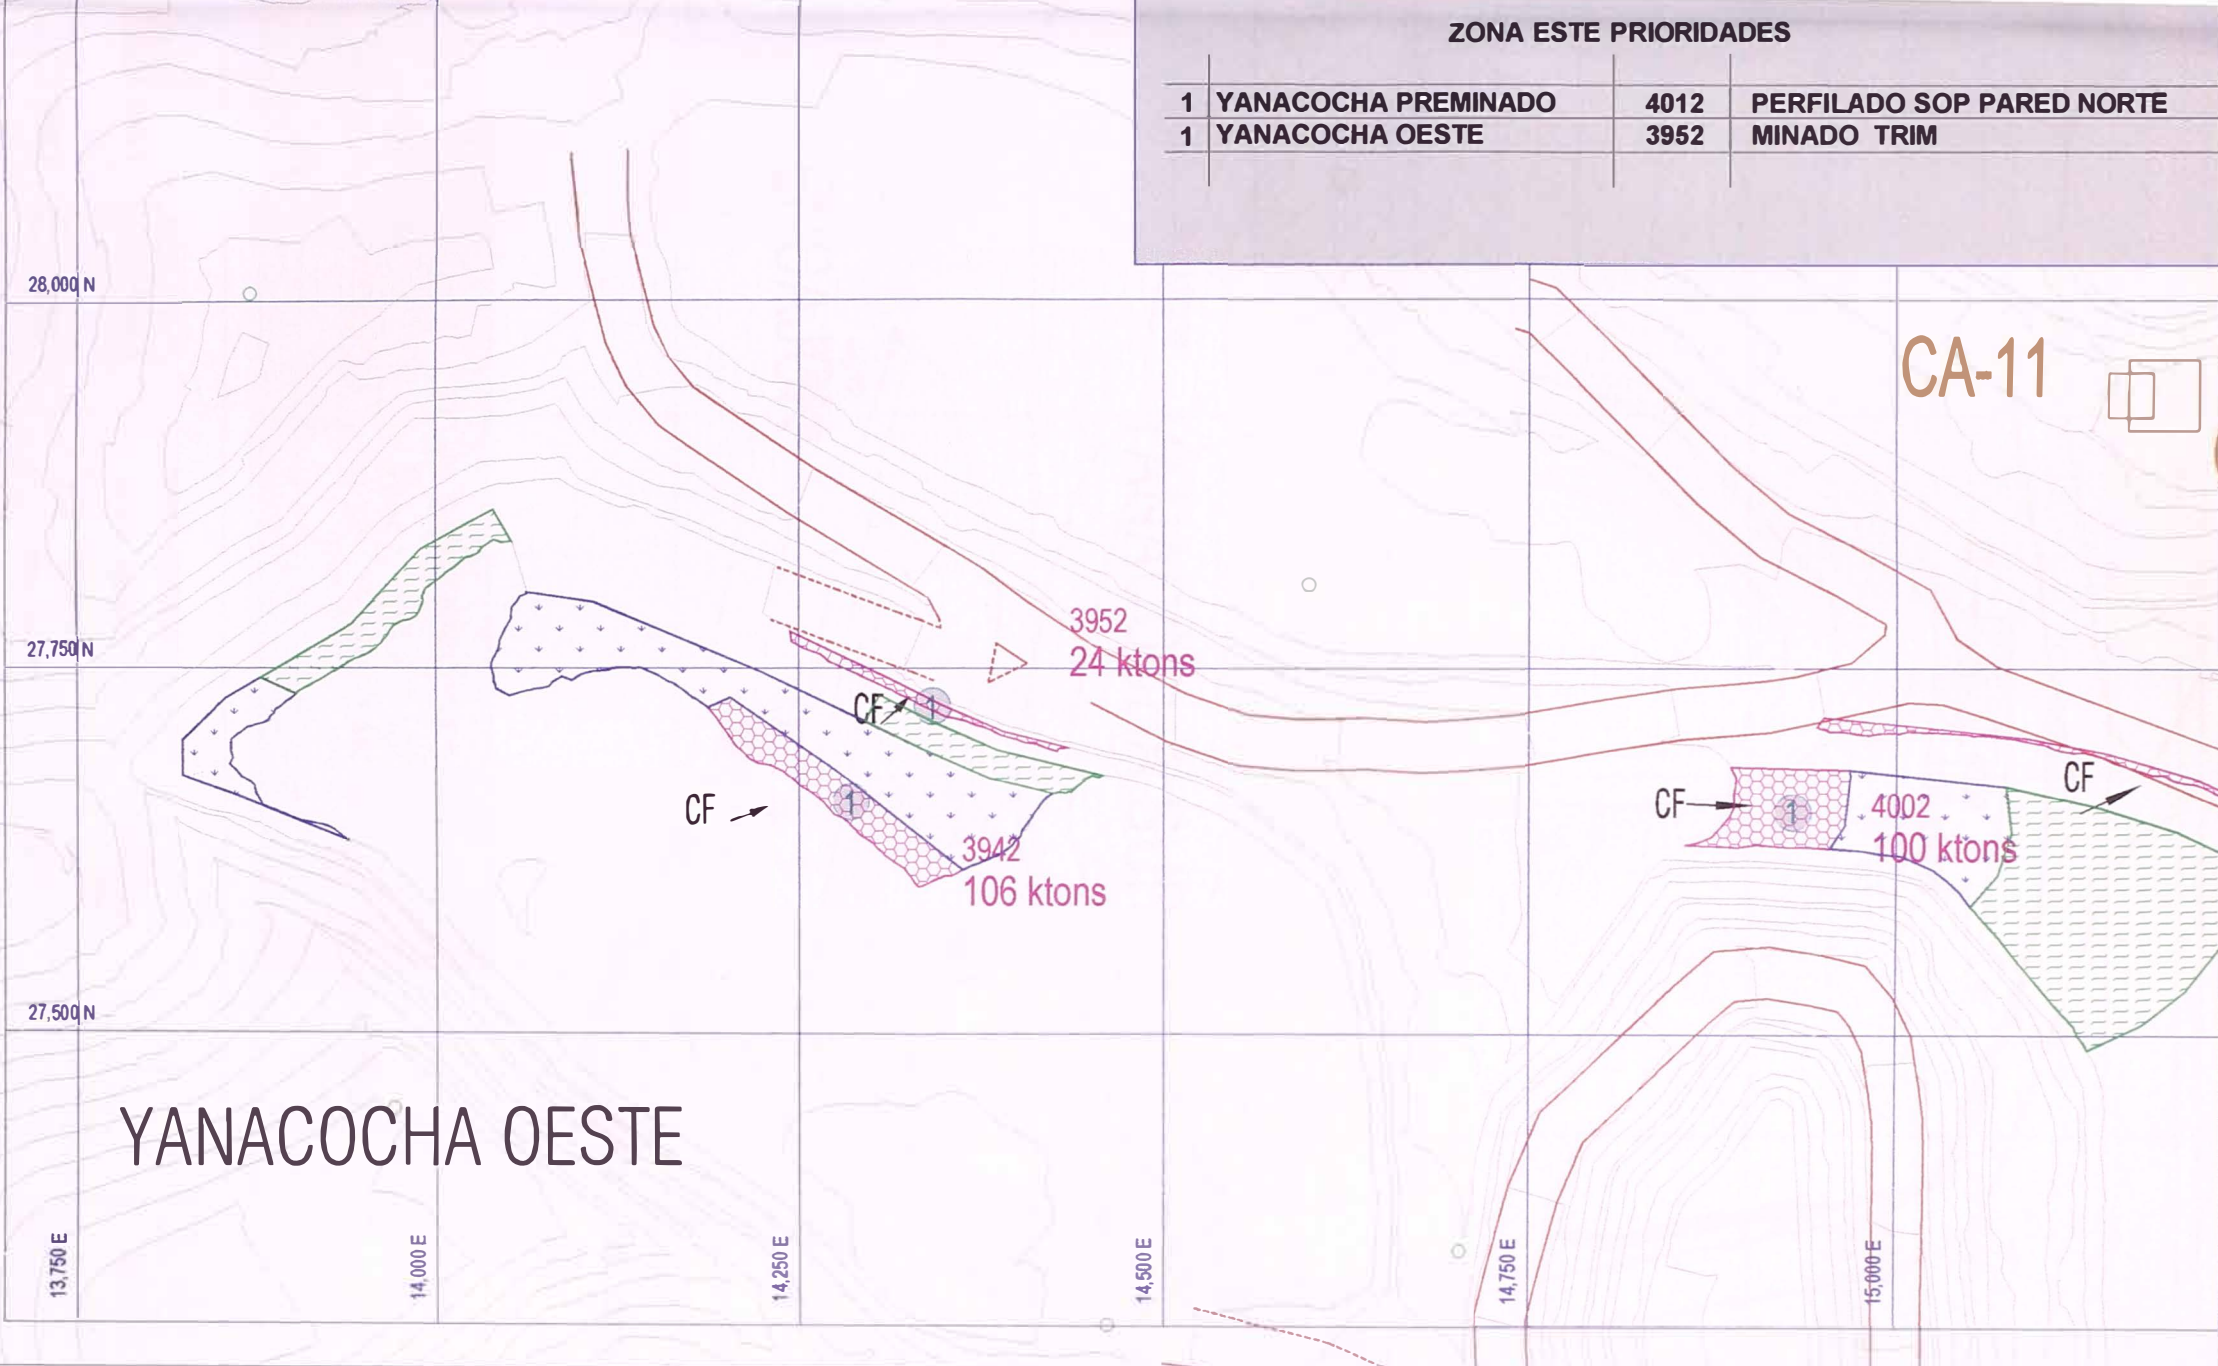 ZONA ESTE PRIORIDADES
1 YANACOCHA PREMINADO 4012 PERFILADO SOP PARED NORTE
1 YANACOCHA OESTE 3952 MINADO TRIM
28,000 N
CA-11
3952
27,750 N
24 ktons
CF 1
CF
CF 1
CF 1
4002
3942
100 ktons
106 ktons
27,500 N
YANACOCHA OESTE
13,750 E
14,000 E
14,250 E
14,500 E
14,750 E
15,000 E